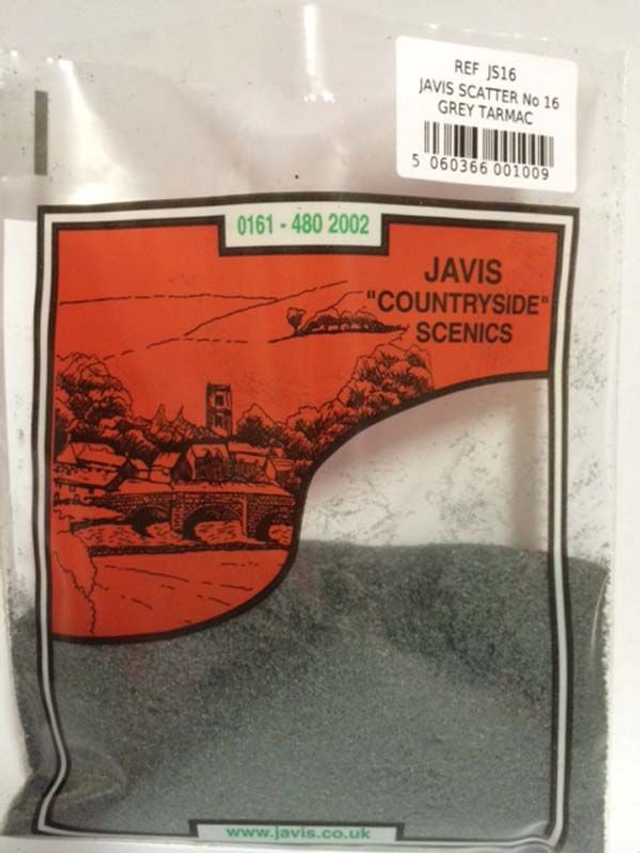 REF JS16
JAVIS SCATTER No 16
GREY TARMAC
5 060366 001009
0161 - 480 2002
JAVIS
"COUNTRYSIDE"
SCENICS
www.javis.co.uk